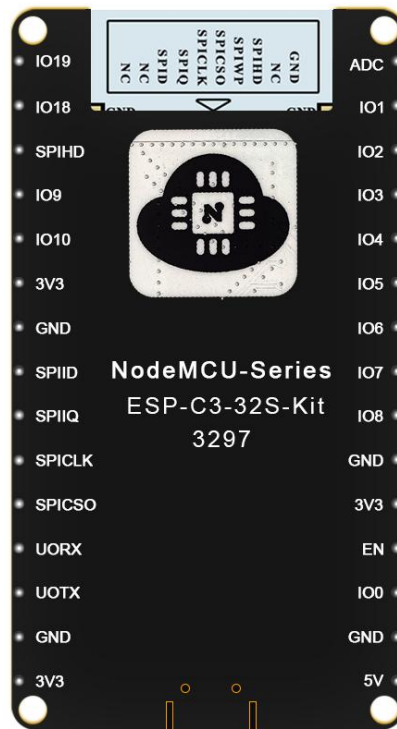 NC
NC
SPID
SPIQ
SPICLK
SPICSO
SPIWP
SPIHD
NC
GND
GND
GND
IO19
IO18
SPIHD
IO9
IO10
3V3
GND
SPIID
SPIIQ
SPICLK
SPICSO
UORX
UOTX
GND
3V3
N
NodeMCU-Series
ESP-C3-32S-Kit
3297
ADC
IO1
IO2
IO3
IO4
IO5
IO6
IO7
IO8
GND
3V3
EN
IO0
GND
5V